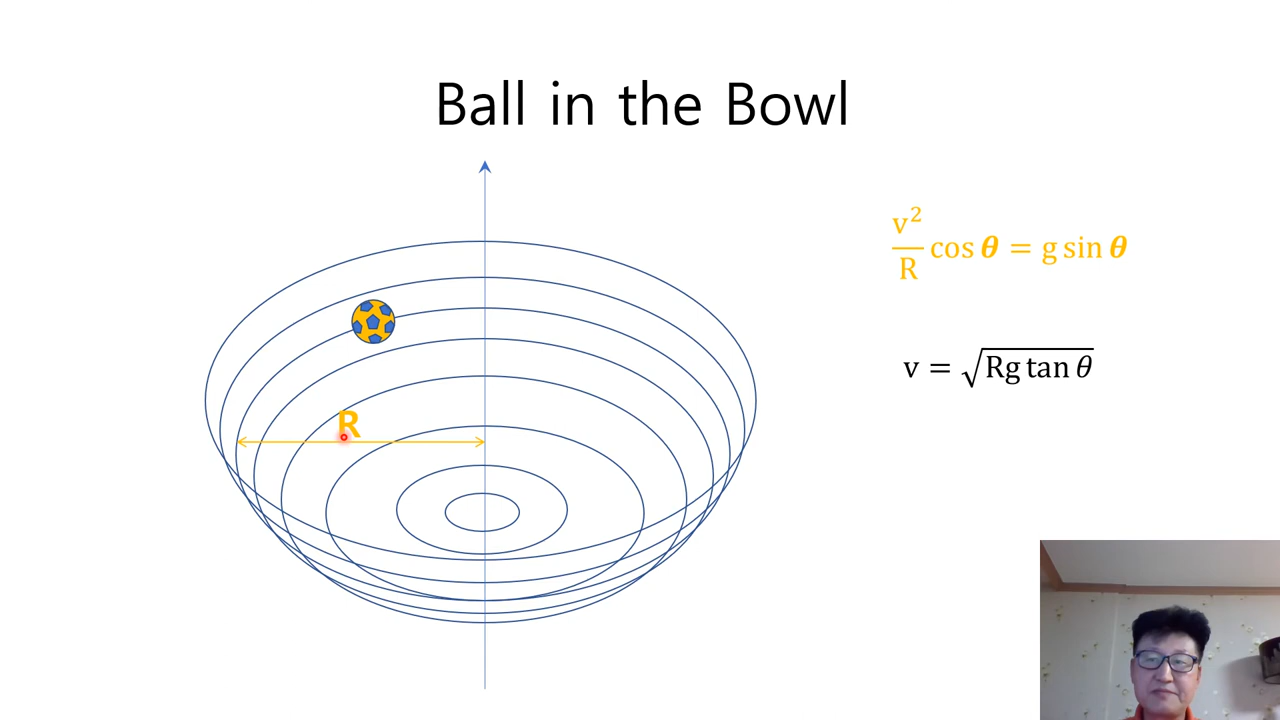 Ball in the Bowl
v²/R cos θ = g sin θ
v = √(Rg tan θ)
R